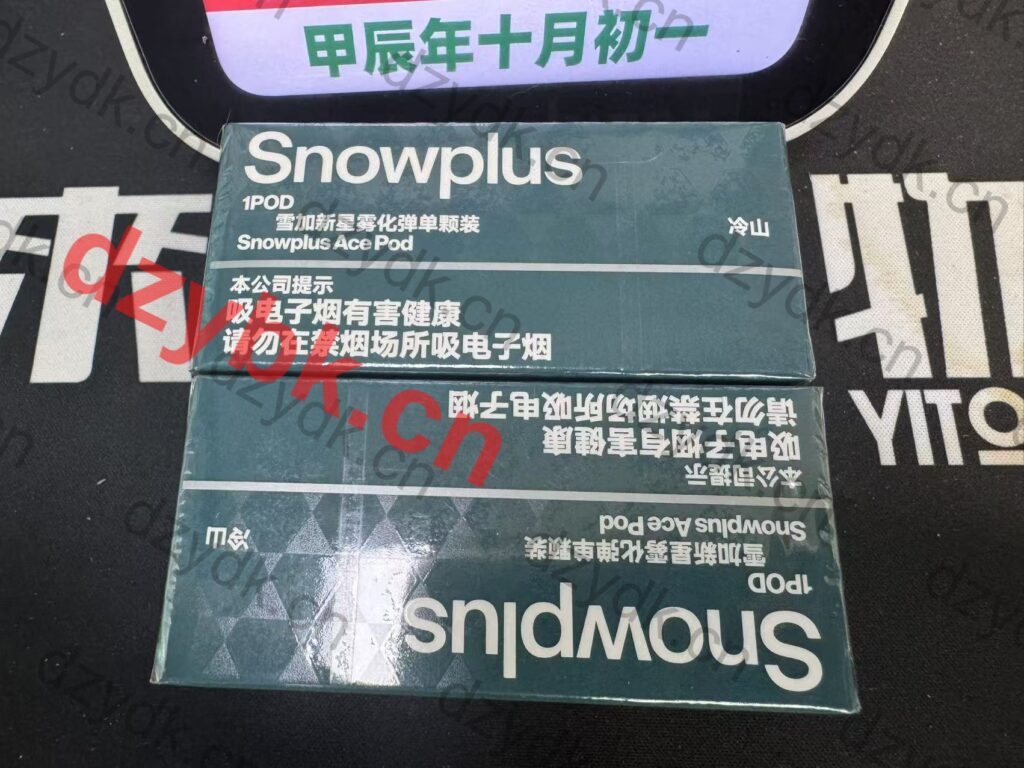 甲辰年十月初一
Snowplus
1POD
雪加新星雾化弹单颗装
Snowplus Ace Pod
冷山
本公司提示
吸电子烟有害健康
请勿在禁烟场所吸电子烟
dzybk.cn
YITO
Snowplus
1POD
雪加新星雾化弹单颗装
Snowplus Ace Pod
冷山
本公司提示
吸电子烟有害健康
请勿在禁烟场所吸电子烟
dzydk.cn